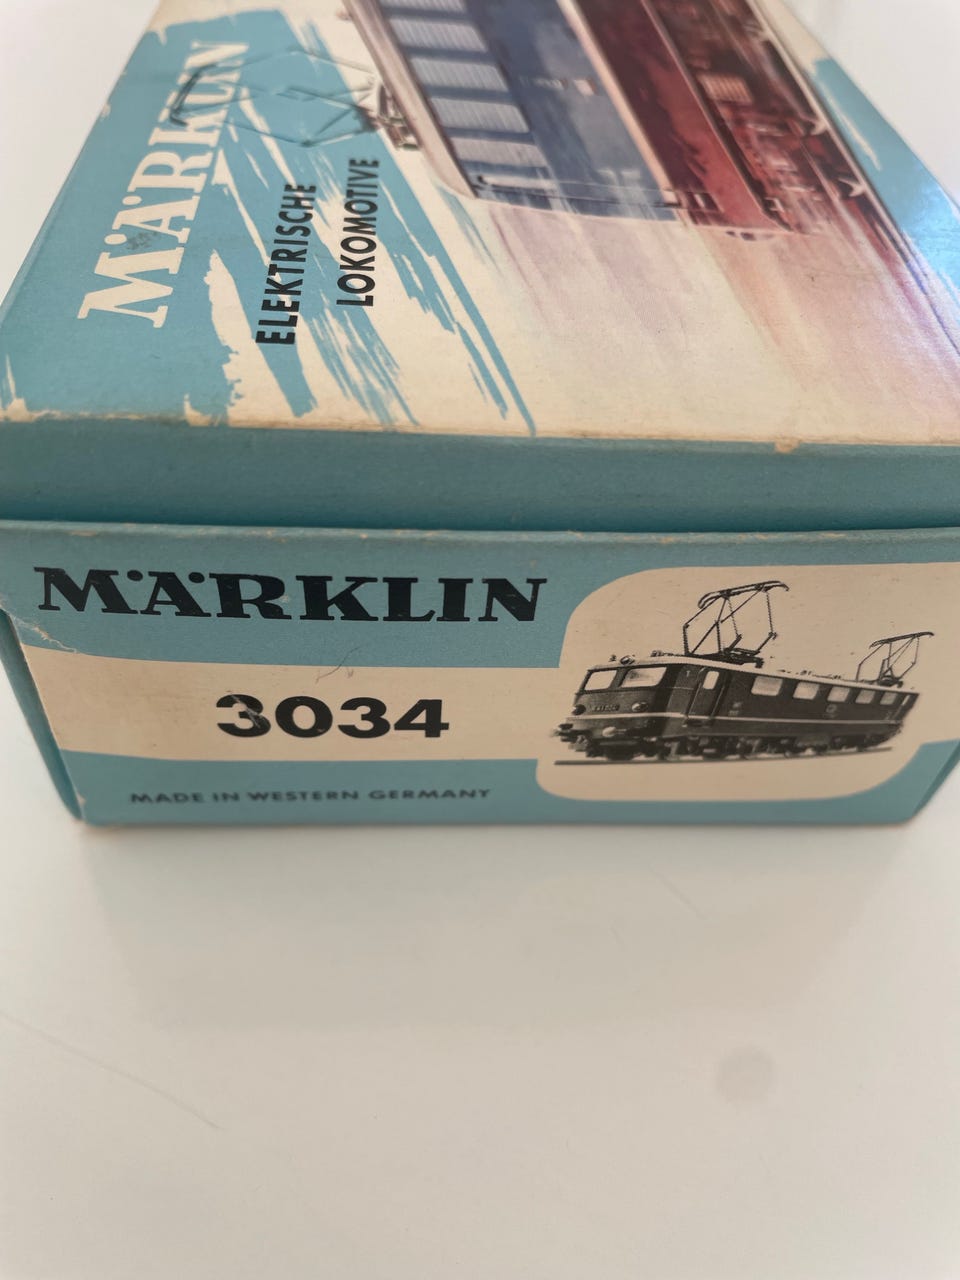 MÄRKLIN
ELEKTRISCHE
LOKOMOTIVE
MÄRKLIN
3034
MADE IN WESTERN GERMANY